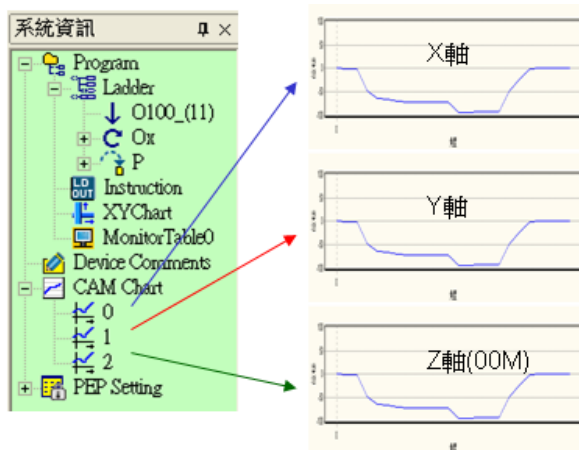 系統資訊
Program
Ladder
O100_(11)
Ox
P
Instruction
XYChart
MonitorTable0
Device Comments
CAM Chart
0
1
2
PEP Setting
X軸
Y軸
Z軸(00M)